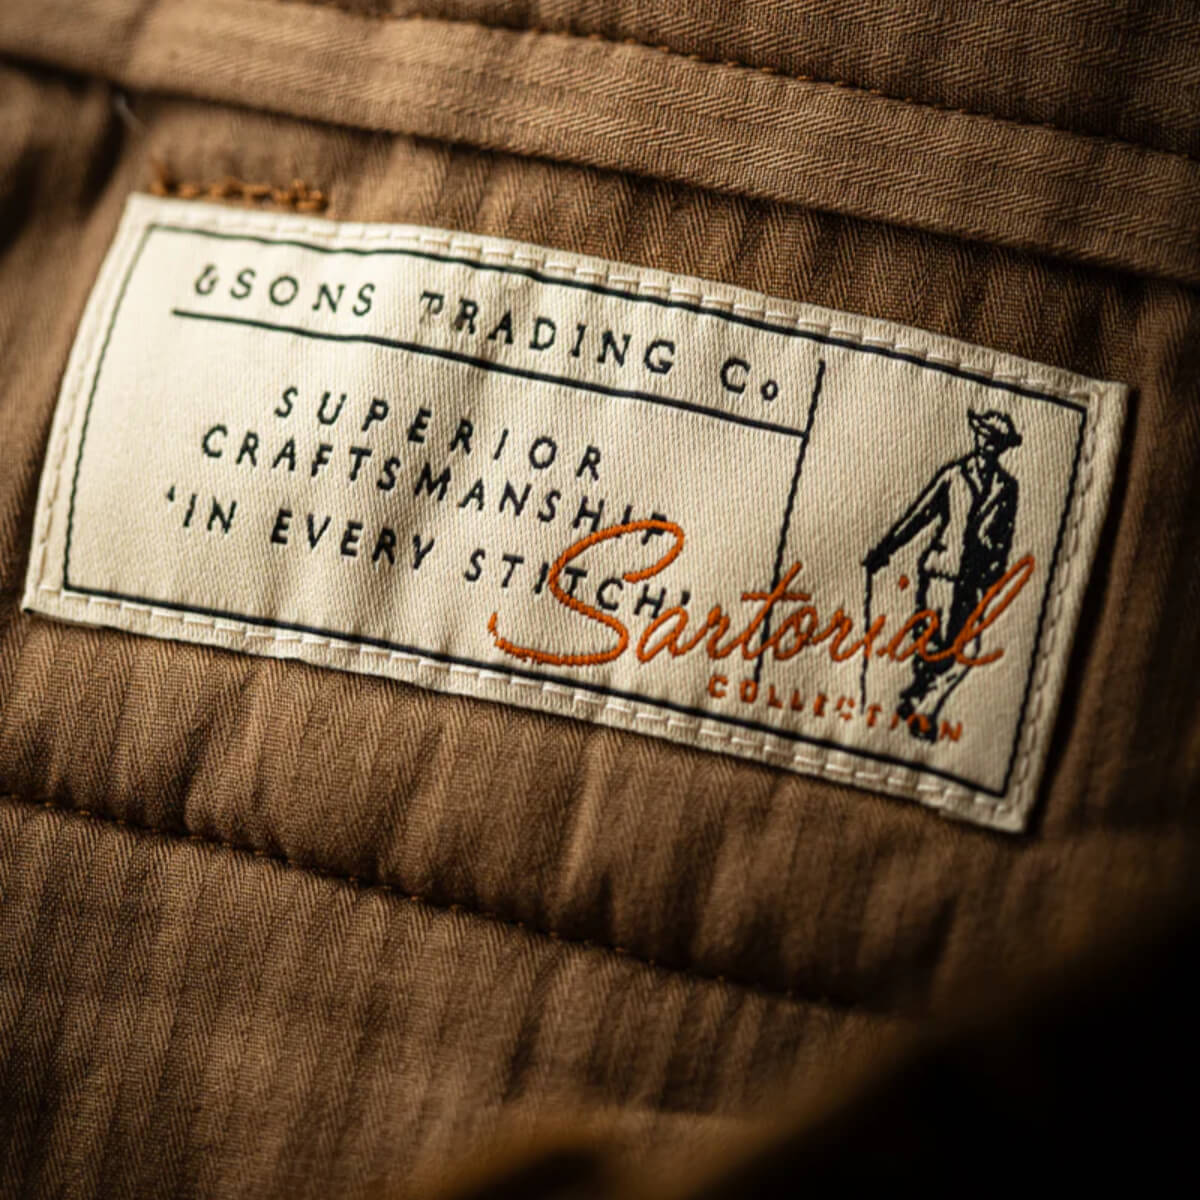 &SONS TRADING Co
SUPERIOR
CRAFTSMANSHIP
'IN EVERY STITCH'
Sartorial
COLLECTION